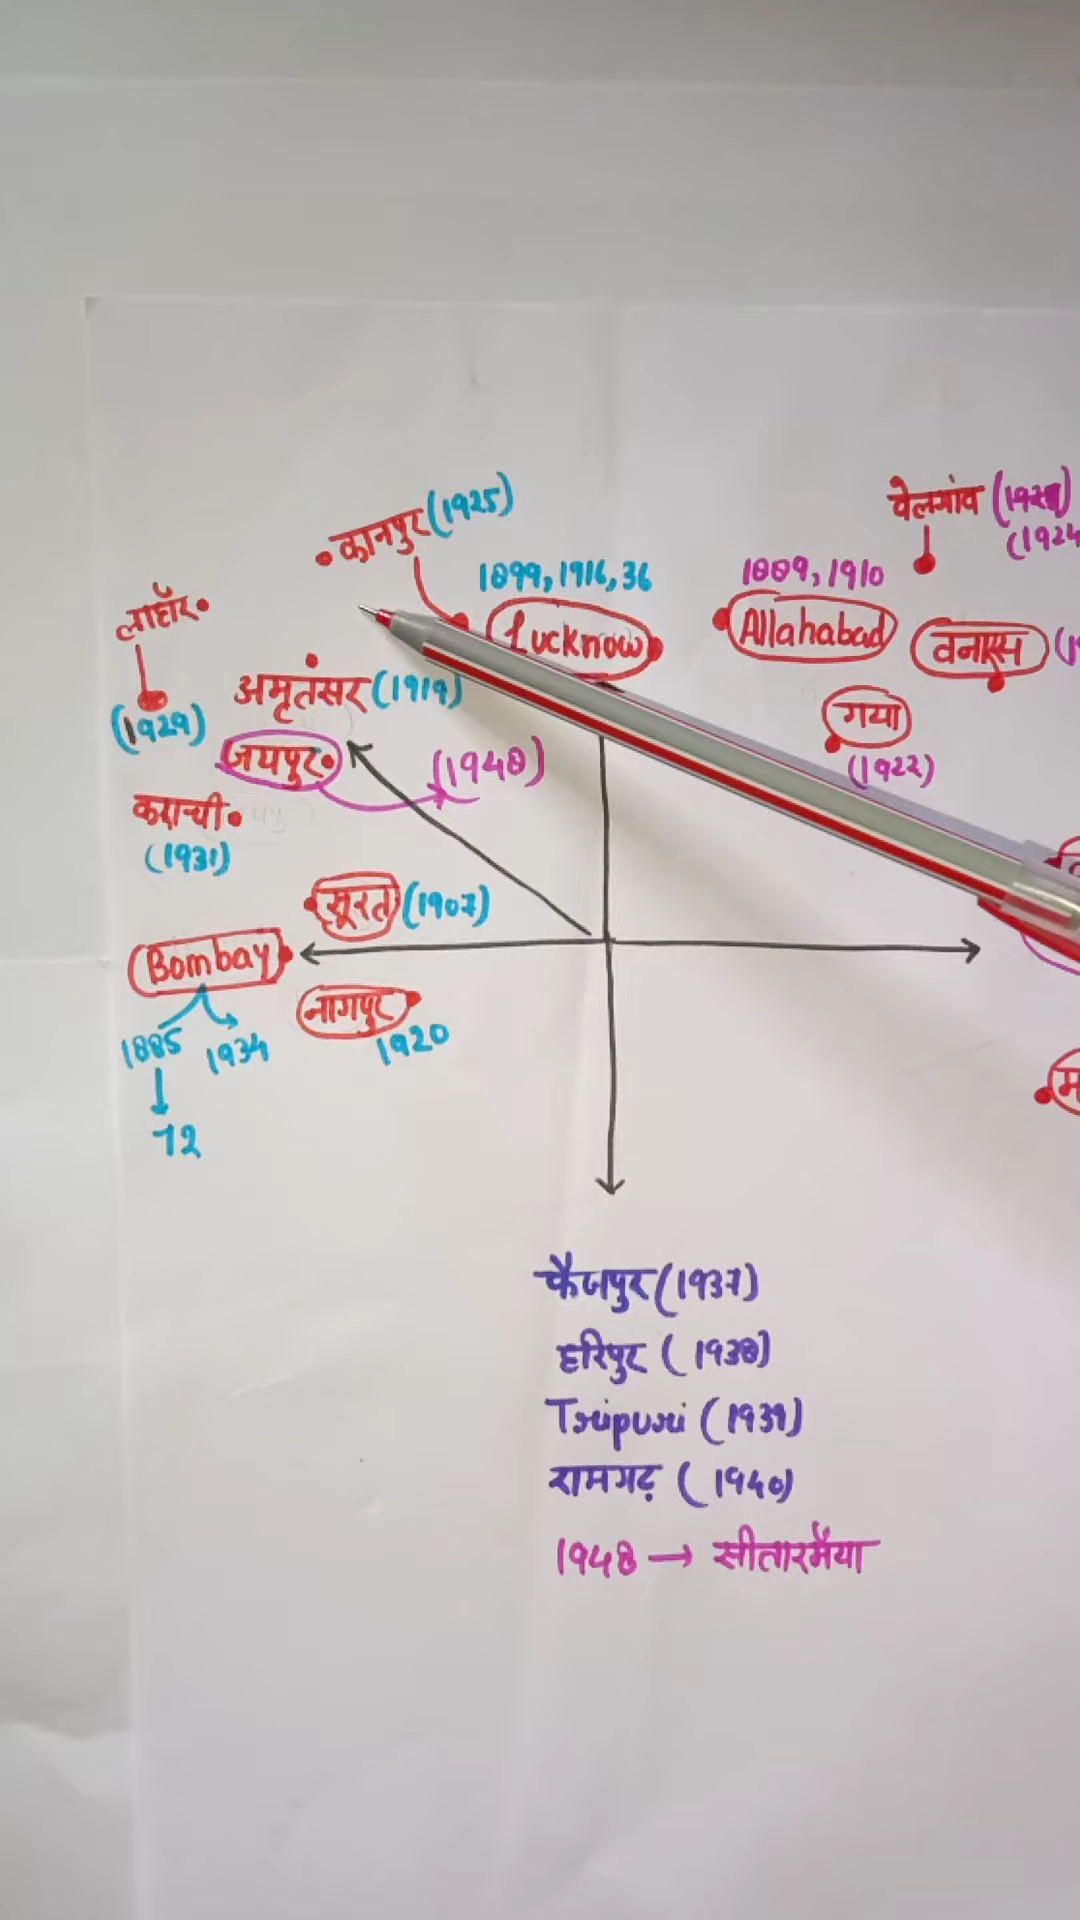 कानपुर (1925)
वेलगांव (1929)
(1924
1899, 1916, 36
1889, 1910
लाहौर
Lucknow
Allahabad
वनारस
अमृतसर (1919)
(1929)
गया
(1922)
जयपुर
(1948)
कराची
(1931)
सूरत (1907)
Bombay
नागपुर
1920
1885
1934
72
फैजपुर (1937)
हरिपुर (1938)
Tripuri (1939)
रामगढ़ (1940)
1948 → सीतारमैया